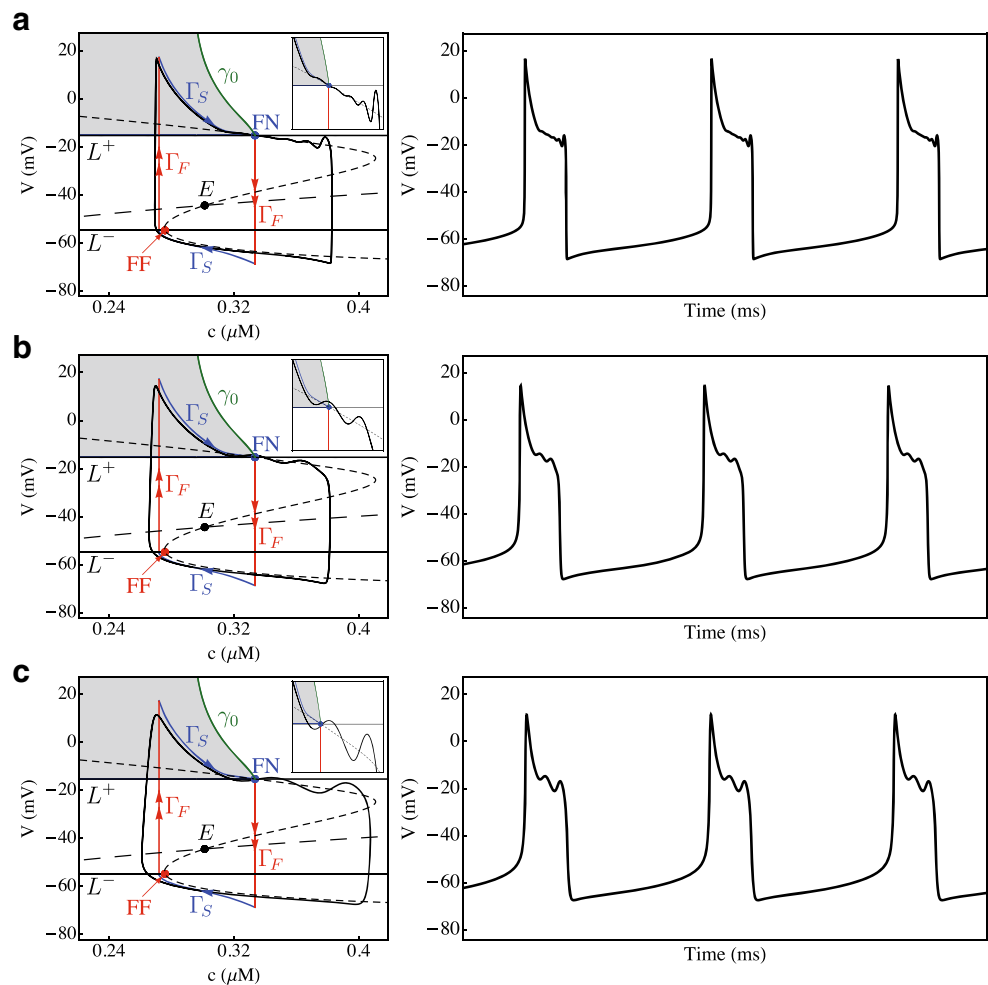 a
20
0
−20
−40
−60
−80
V (mV)
0.24
0.32
0.4
c (μM)
Γ_S
γ₀
FN
L⁺
Γ_F
E
Γ_F
L⁻
FF
Γ_S
20
0
−20
−40
−60
−80
V (mV)
Time (ms)
b
20
0
−20
−40
−60
−80
V (mV)
0.24
0.32
0.4
c (μM)
Γ_S
γ₀
FN
L⁺
Γ_F
E
Γ_F
L⁻
FF
Γ_S
20
0
−20
−40
−60
−80
V (mV)
Time (ms)
c
20
0
−20
−40
−60
−80
V (mV)
0.24
0.32
0.4
c (μM)
Γ_S
γ₀
FN
L⁺
Γ_F
E
Γ_F
L⁻
FF
Γ_S
20
0
−20
−40
−60
−80
V (mV)
Time (ms)